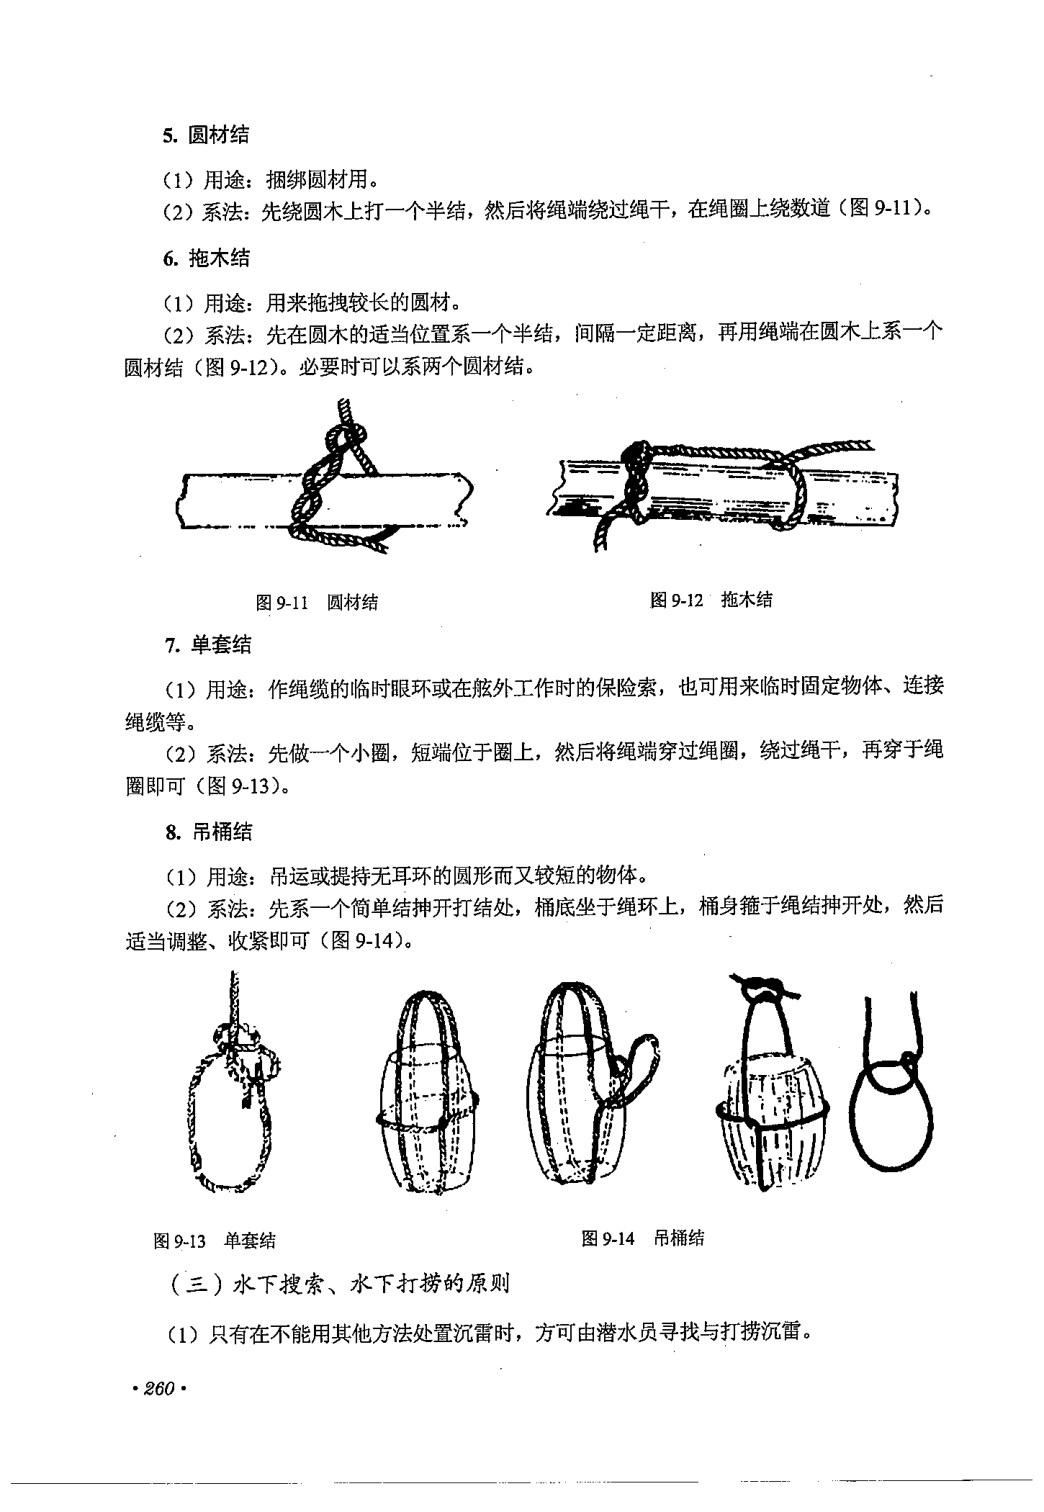 5. 圆材结
(1) 用途：捆绑圆材用。
(2) 系法：先绕圆木上打一个半结，然后将绳端绕过绳干，在绳圈上绕数道（图 9-11）。
6. 拖木结
(1) 用途：用来拖拽较长的圆材。
(2) 系法：先在圆木的适当位置系一个半结，间隔一定距离，再用绳端在圆木上系一个
圆材结（图 9-12）。必要时可以系两个圆材结。
图 9-11 圆材结
图 9-12 拖木结
7. 单套结
(1) 用途：作绳缆的临时眼环或在舷外工作时的保险索，也可用来临时固定物体、连接
绳缆等。
(2) 系法：先做一个小圈，短端位于圈上，然后将绳端穿过绳圈，绕过绳干，再穿于绳
圈即可（图 9-13）。
8. 吊桶结
(1) 用途：吊运或提持无耳环的圆形而又较短的物体。
(2) 系法：先系一个简单结抻开打结处，桶底坐于绳环上，桶身箍于绳结抻开处，然后
适当调整、收紧即可（图 9-14）。
图 9-13 单套结
图 9-14 吊桶结
（三）水下搜索、水下打捞的原则
(1) 只有在不能用其他方法处置沉雷时，方可由潜水员寻找与打捞沉雷。
· 260 ·